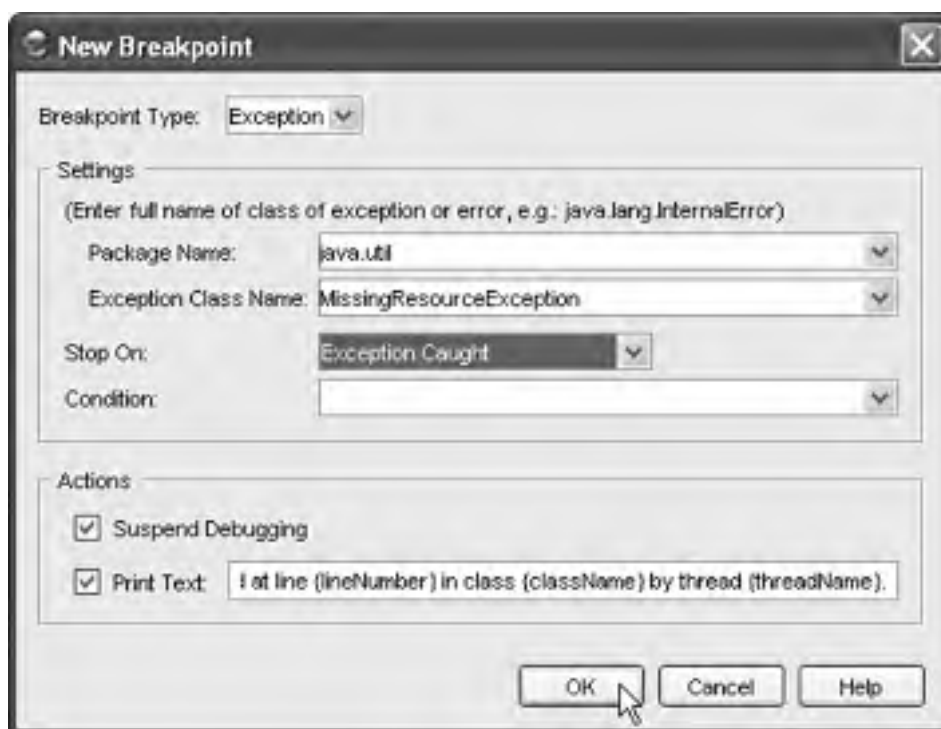 New Breakpoint
Breakpoint Type: Exception
Settings
(Enter full name of class of exception or error, e.g.: java.lang.InternalError)
Package Name: java.util
Exception Class Name: MissingResourceException
Stop On: Exception Caught
Condition:
Actions
Suspend Debugging
Print Text: at line (lineNumber) in class (className) by thread (threadName).
OK Cancel Help